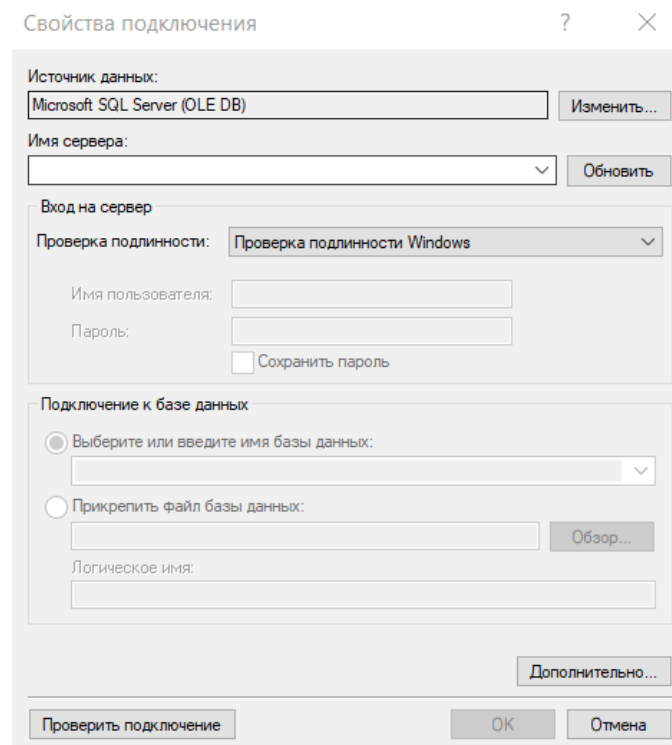 Свойства подключения ? ×
Источник данных:
Microsoft SQL Server (OLE DB)
Изменить...
Имя сервера:
Обновить
Вход на сервер
Проверка подлинности: Проверка подлинности Windows
Имя пользователя:
Пароль:
Сохранить пароль
Подключение к базе данных
Выберите или введите имя базы данных:
Прикрепить файл базы данных:
Обзор...
Логическое имя:
Дополнительно...
Проверить подключение OK Отмена